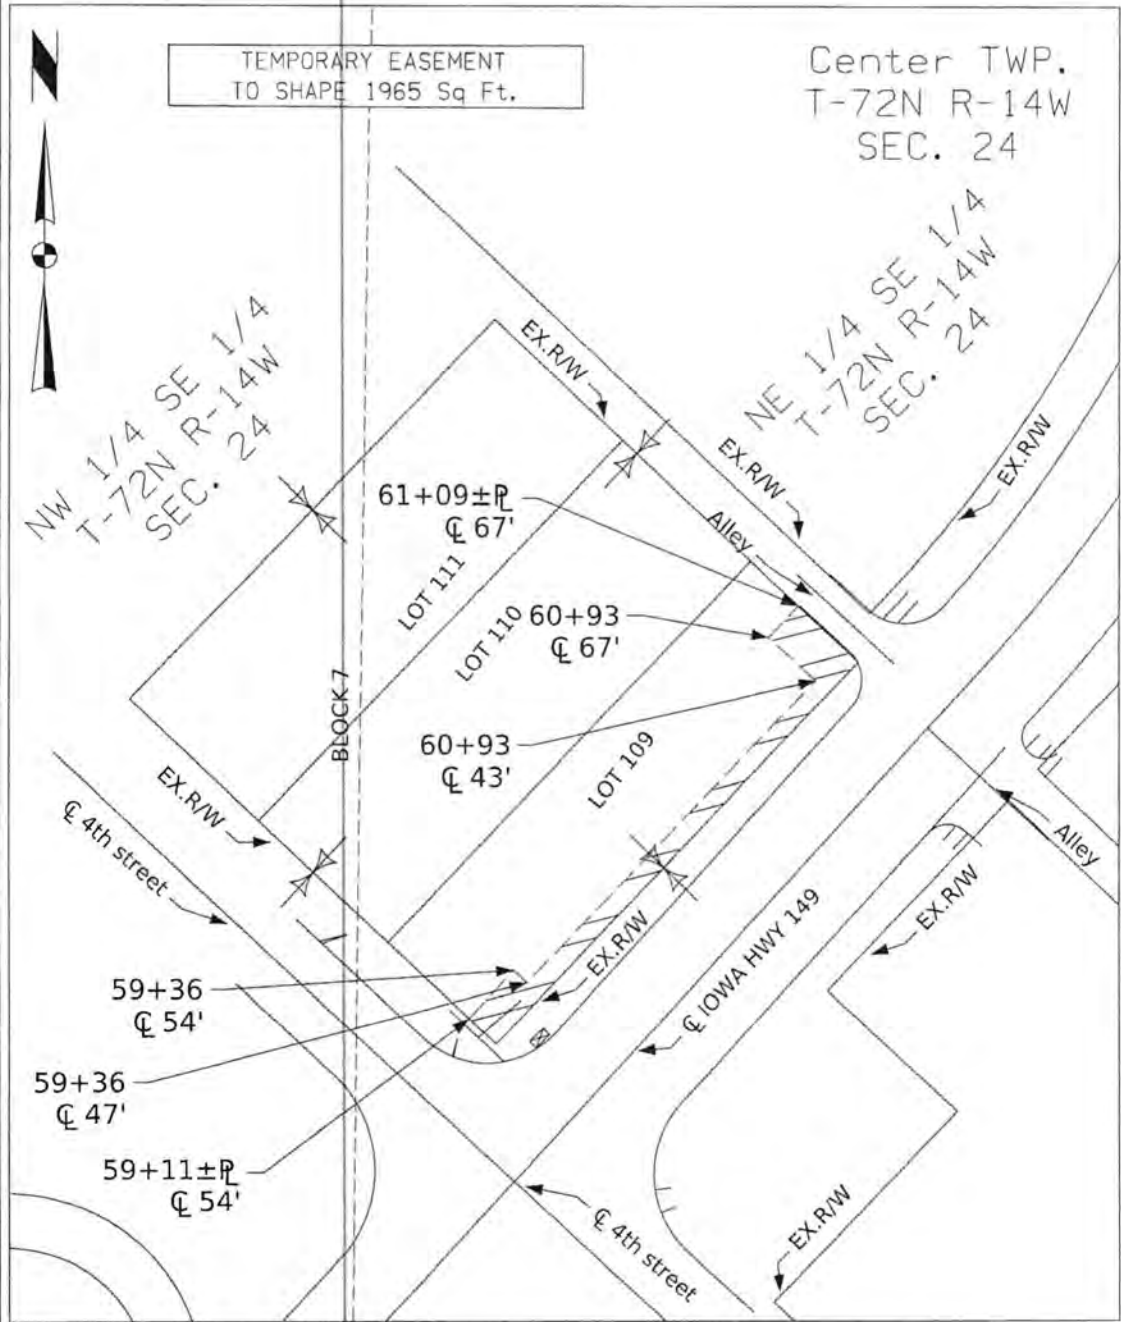 N
TEMPORARY EASEMENT
TO SHAPE 1965 Sq Ft.
Center TWP.
T-72N R-14W
SEC. 24
NW 1/4 SE 1/4
T-72N R-14W
SEC. 24
NE 1/4 SE 1/4
T-72N R-14W
SEC. 24
EX.R/W
EX.R/W
EX.R/W
61+09±℄PL
℄ 67'
Alley
LOT 111
LOT 110
60+93
℄ 67'
BLOCK 7
60+93
℄ 43'
LOT 109
EX.R/W
℄ 4th street
Alley
EX.R/W
EX.R/W
℄ IOWA HWY 149
59+36
℄ 54'
59+36
℄ 47'
59+11±PL
℄ 54'
℄ 4th street
EX.R/W